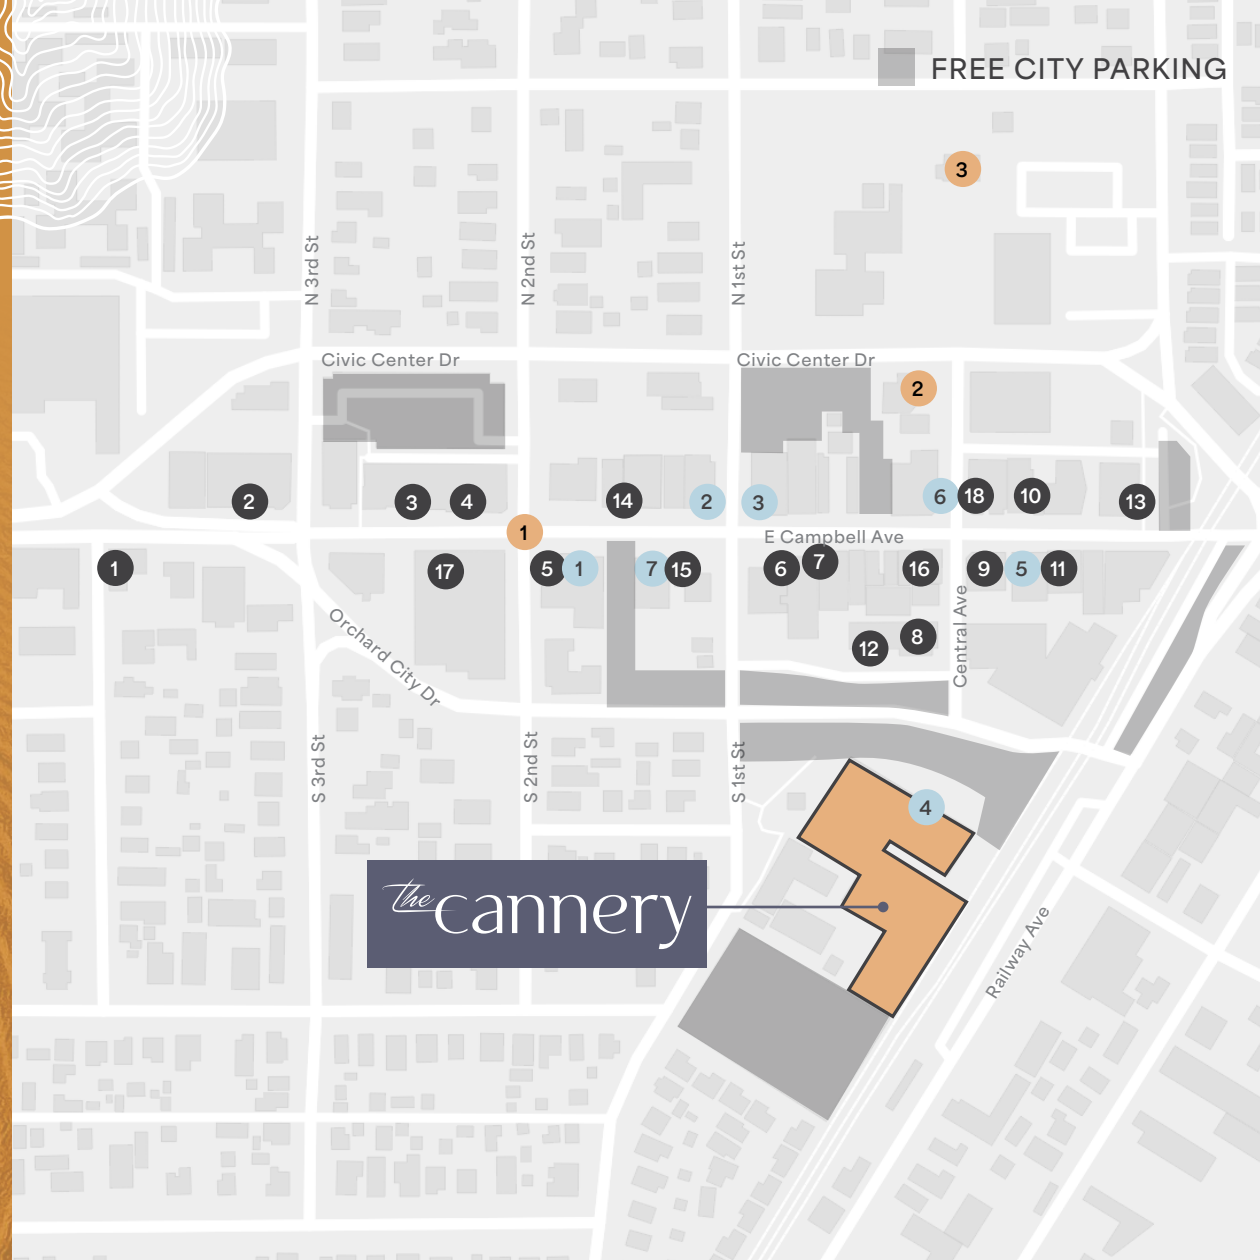 FREE CITY PARKING
3
N 3rd St
N 2nd St
N 1st St
Civic Center Dr
Civic Center Dr
2
2
3
4
14
2
3
6
18
10
13
1
E Campbell Ave
1
17
5
1
7
15
6
7
16
9
5
11
Orchard City Dr
12
8
Central Ave
S 3rd St
S 2nd St
S 1st St
4
the cannery
Railway Ave